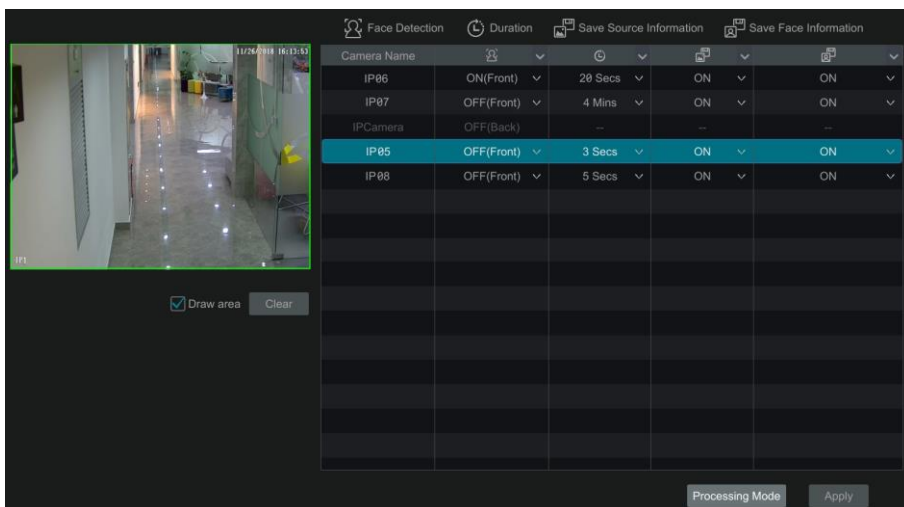 Face Detection Duration Save Source Information Save Face Information
11/26/2018 16:13:53
Camera Name
IP06 ON(Front) 20 Secs ON ON
IP07 OFF(Front) 4 Mins ON ON
IPCamera OFF(Back) -- -- --
IP05 OFF(Front) 3 Secs ON ON
IP08 OFF(Front) 5 Secs ON ON
IP1
Draw area Clear
Processing Mode Apply